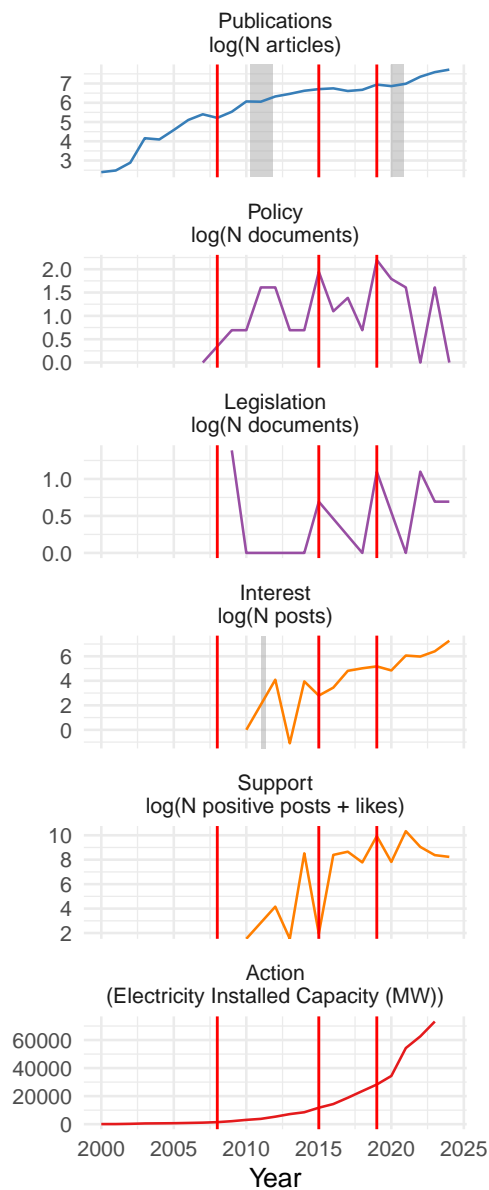 Publications
log(N articles)
7
6
5
4
3
Policy
log(N documents)
2.0
1.5
1.0
0.5
0.0
Legislation
log(N documents)
1.0
0.5
0.0
Interest
log(N posts)
6
4
2
0
Support
log(N positive posts + likes)
10
8
6
4
2
Action
(Electricity Installed Capacity (MW))
60000
40000
20000
0
2000 2005 2010 2015 2020 2025
Year